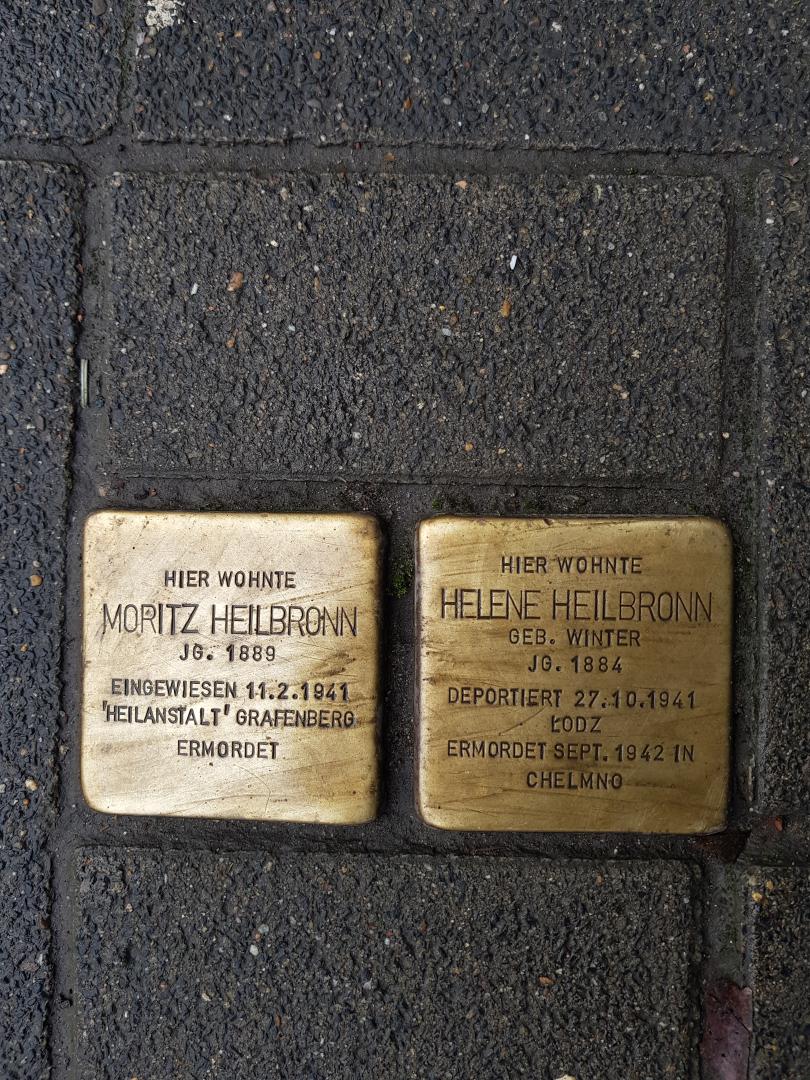 HIER WOHNTE
MORITZ HEILBRONN
JG. 1889
EINGEWIESEN 11.2.1941
'HEILANSTALT' GRAFENBERG
ERMORDET
HIER WOHNTE
HELENE HEILBRONN
GEB. WINTER
JG. 1884
DEPORTIERT 27.10.1941
ŁODZ
ERMORDET SEPT. 1942 IN
CHELMNO